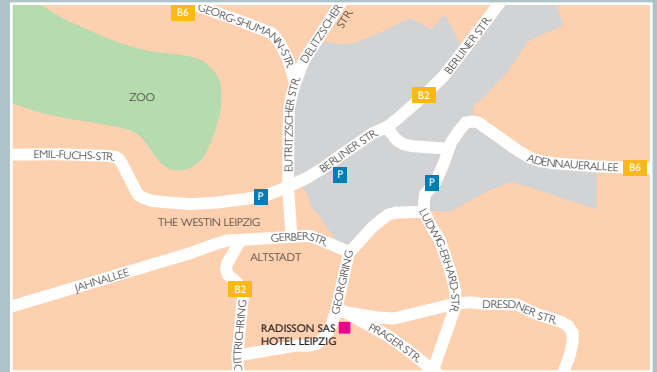 B6
GEORG-SHUMANN-STR.
DELITZSCHER
STR.
BERLINER STR.
ZOO
B2
EUTRITZSCHER STR.
BERLINER STR.
EMIL-FUCHS-STR.
ADENNAUERALLEE
B6
P
P
P
THE WESTIN LEIPZIG
GERBERSTR.
LUDWIG-ERHARD-STR.
ALTSTADT
JAHNALLEE
B2
GEORGIRING
DITTRICHRING
DRESDNER STR.
RADISSON SAS
HOTEL LEIPZIG
PRAGER STR.